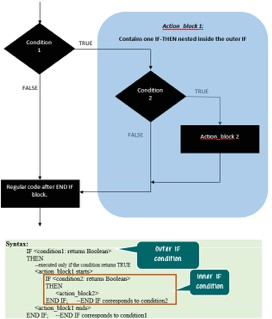 Action_block 1:
Contains one IF-THEN nested inside the outer IF
Condition
1
TRUE
FALSE
Condition
2
TRUE
FALSE
Action_block 2
Regular code after END IF
block.
Syntax:
IF <condition1: returns Boolean>
THEN
--executed only if the condition returns TRUE
<action_block1 starts>
IF <condition2: returns Boolean>
THEN
<action_block2>
END IF; --END IF corresponds to condition2
<action_block1 ends>
END IF; --END IF corresponds to condition1
Outer IF
condition
Inner IF
condition